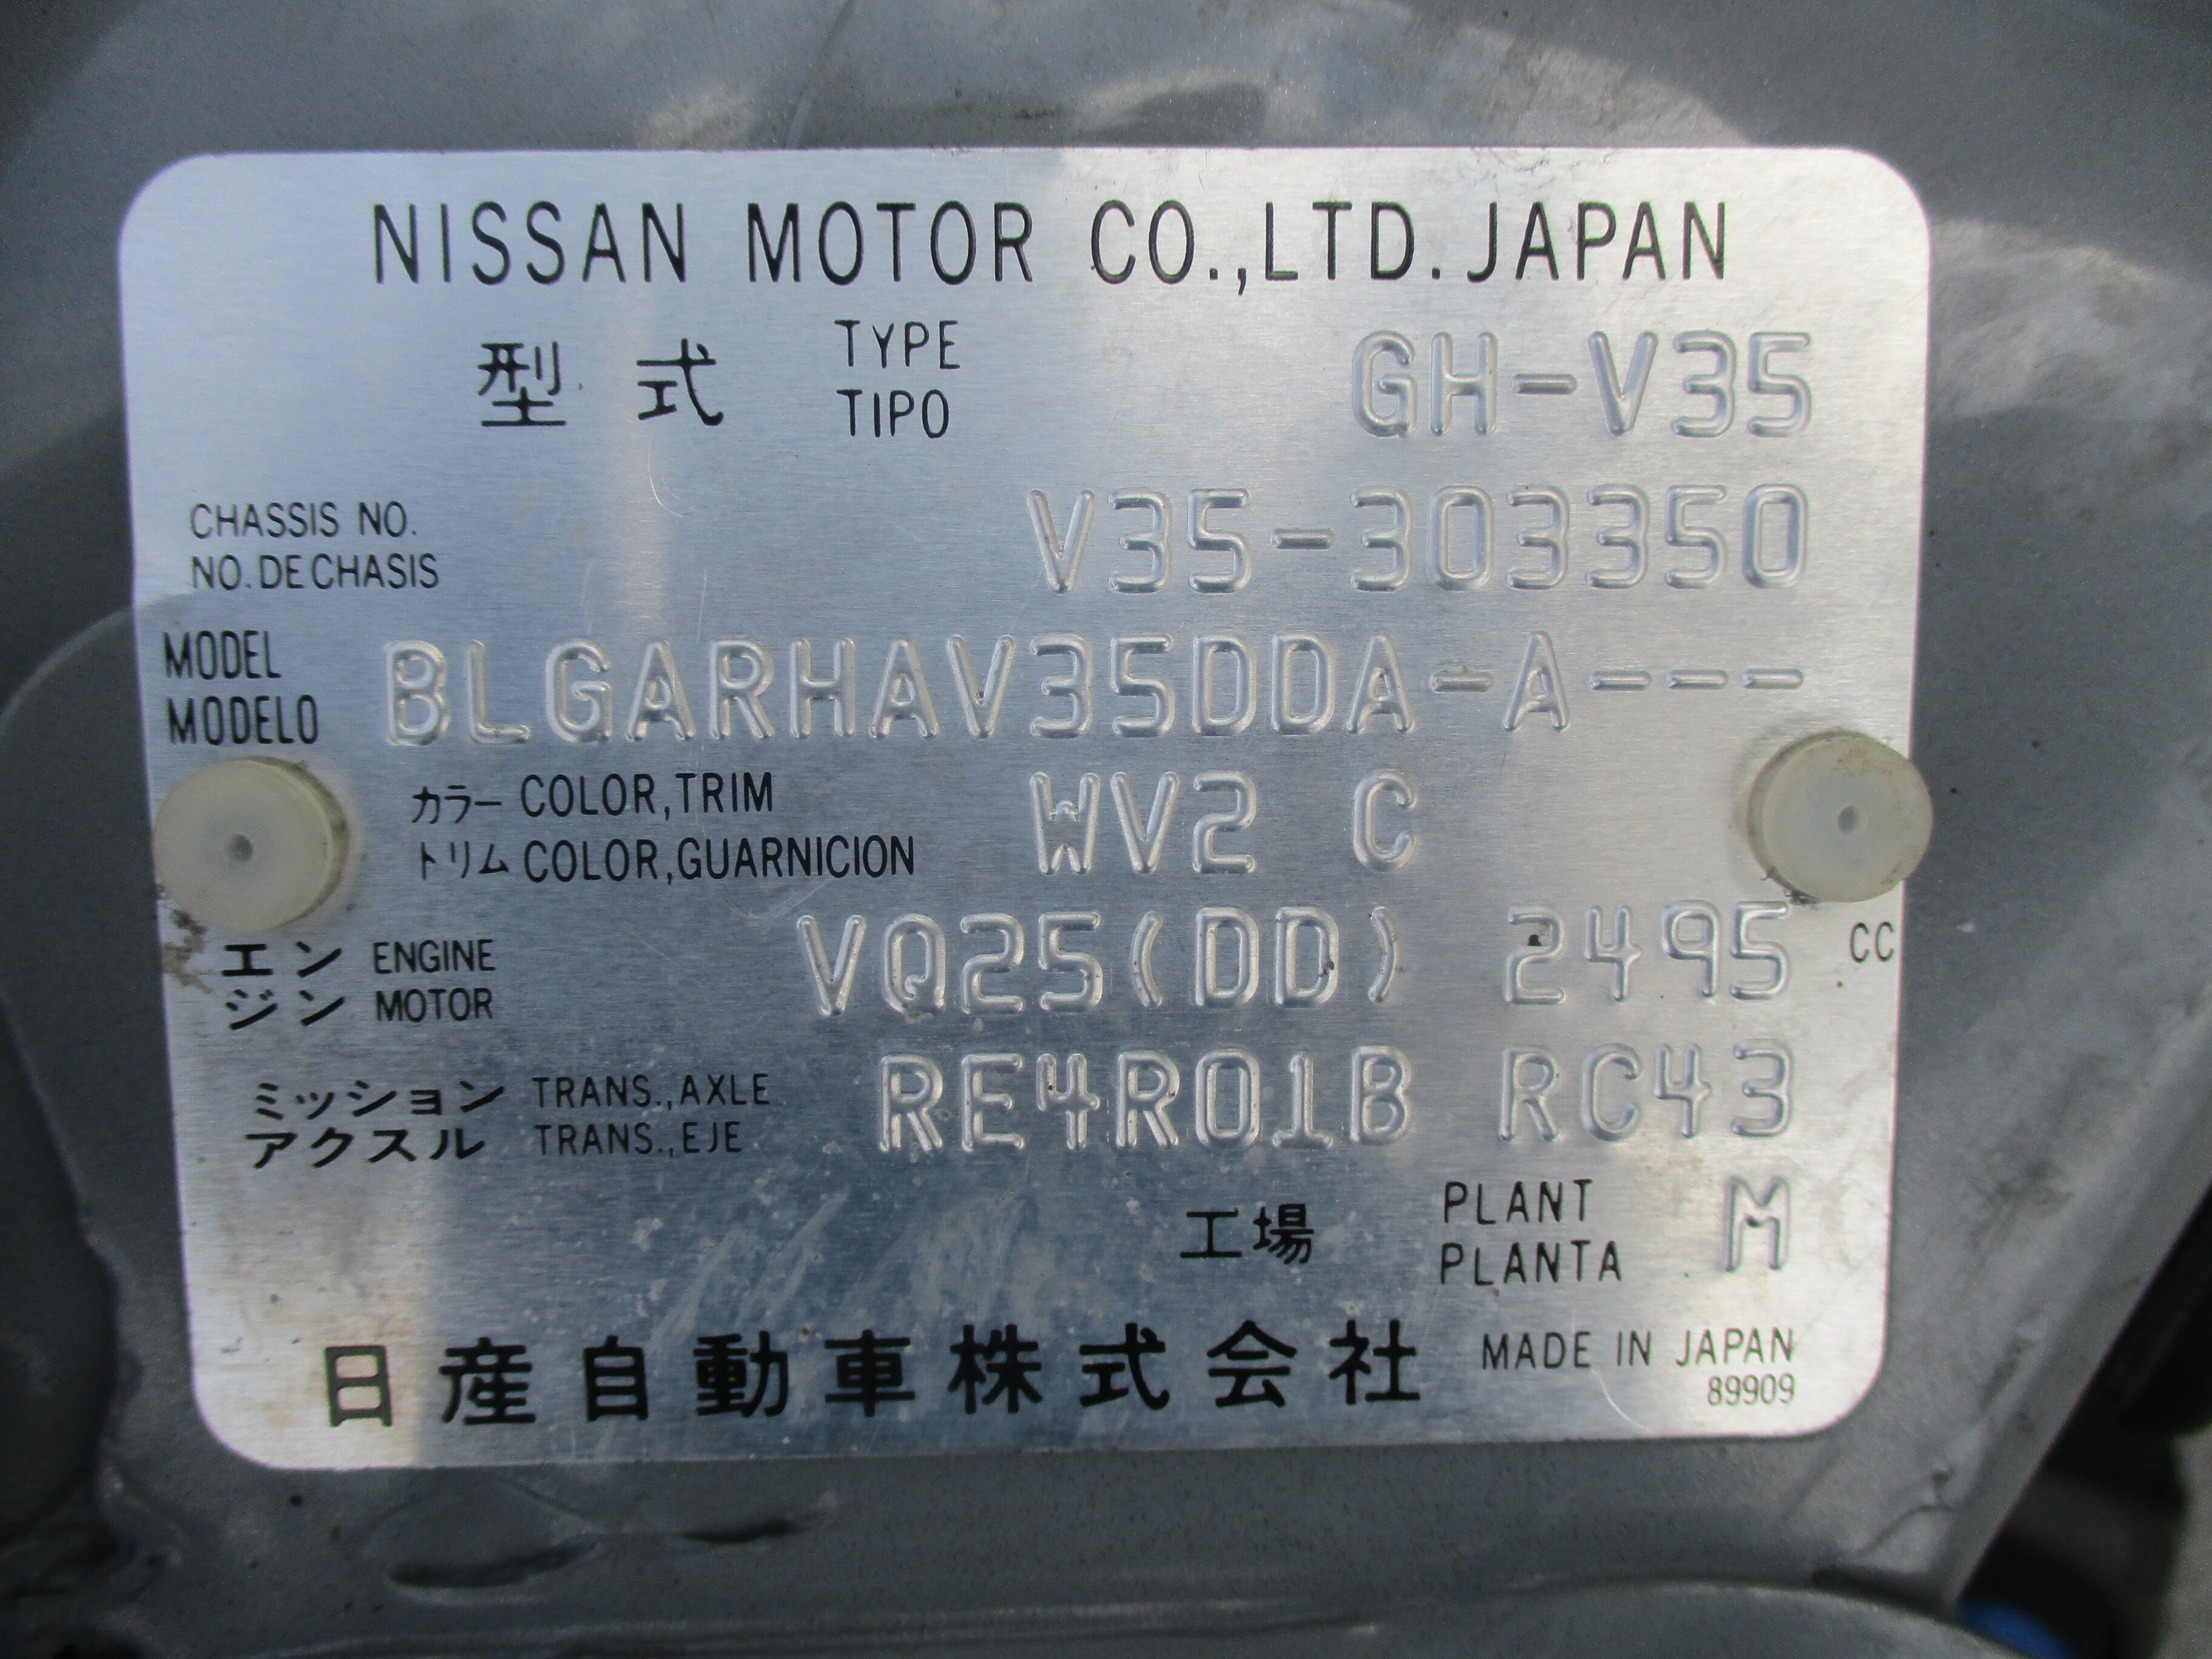 NISSAN MOTOR CO.,LTD. JAPAN
型式 TYPE GH-V35
TIPO
CHASSIS NO. V35-303350
NO. DE CHASIS
MODEL BLGARHAV35DDA-A---
MODELO
カラー COLOR,TRIM WV2 C
トリム COLOR,GUARNICION
エン ENGINE VQ25(DD) 2495 CC
ジン MOTOR
ミッション TRANS.,AXLE RE4R01B RC43
アクスル TRANS.,EJE
工場 PLANT M
PLANTA
日産自動車株式会社 MADE IN JAPAN
89909